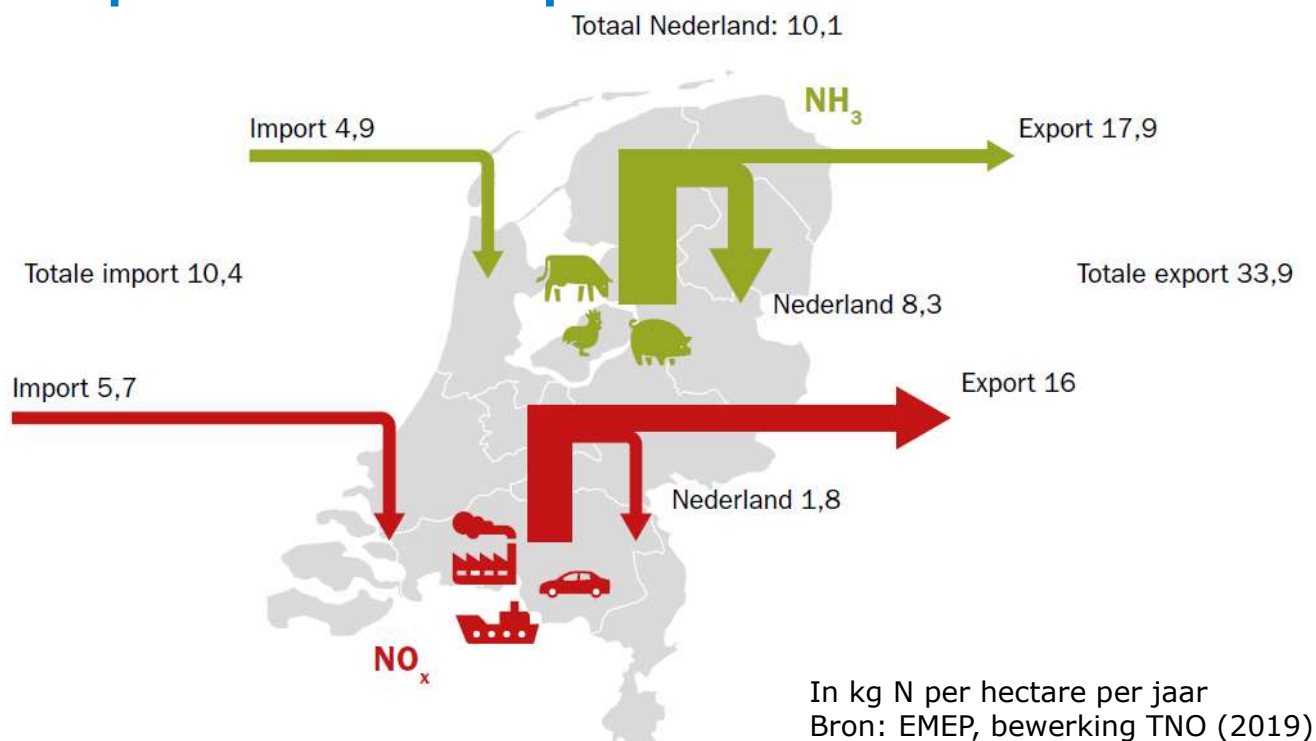 Totaal Nederland: 10,1
NH₃
Import 4,9
Export 17,9
Totale import 10,4
Totale export 33,9
Nederland 8,3
Import 5,7
Export 16
Nederland 1,8
NOₓ
In kg N per hectare per jaar
Bron: EMEP, bewerking TNO (2019)